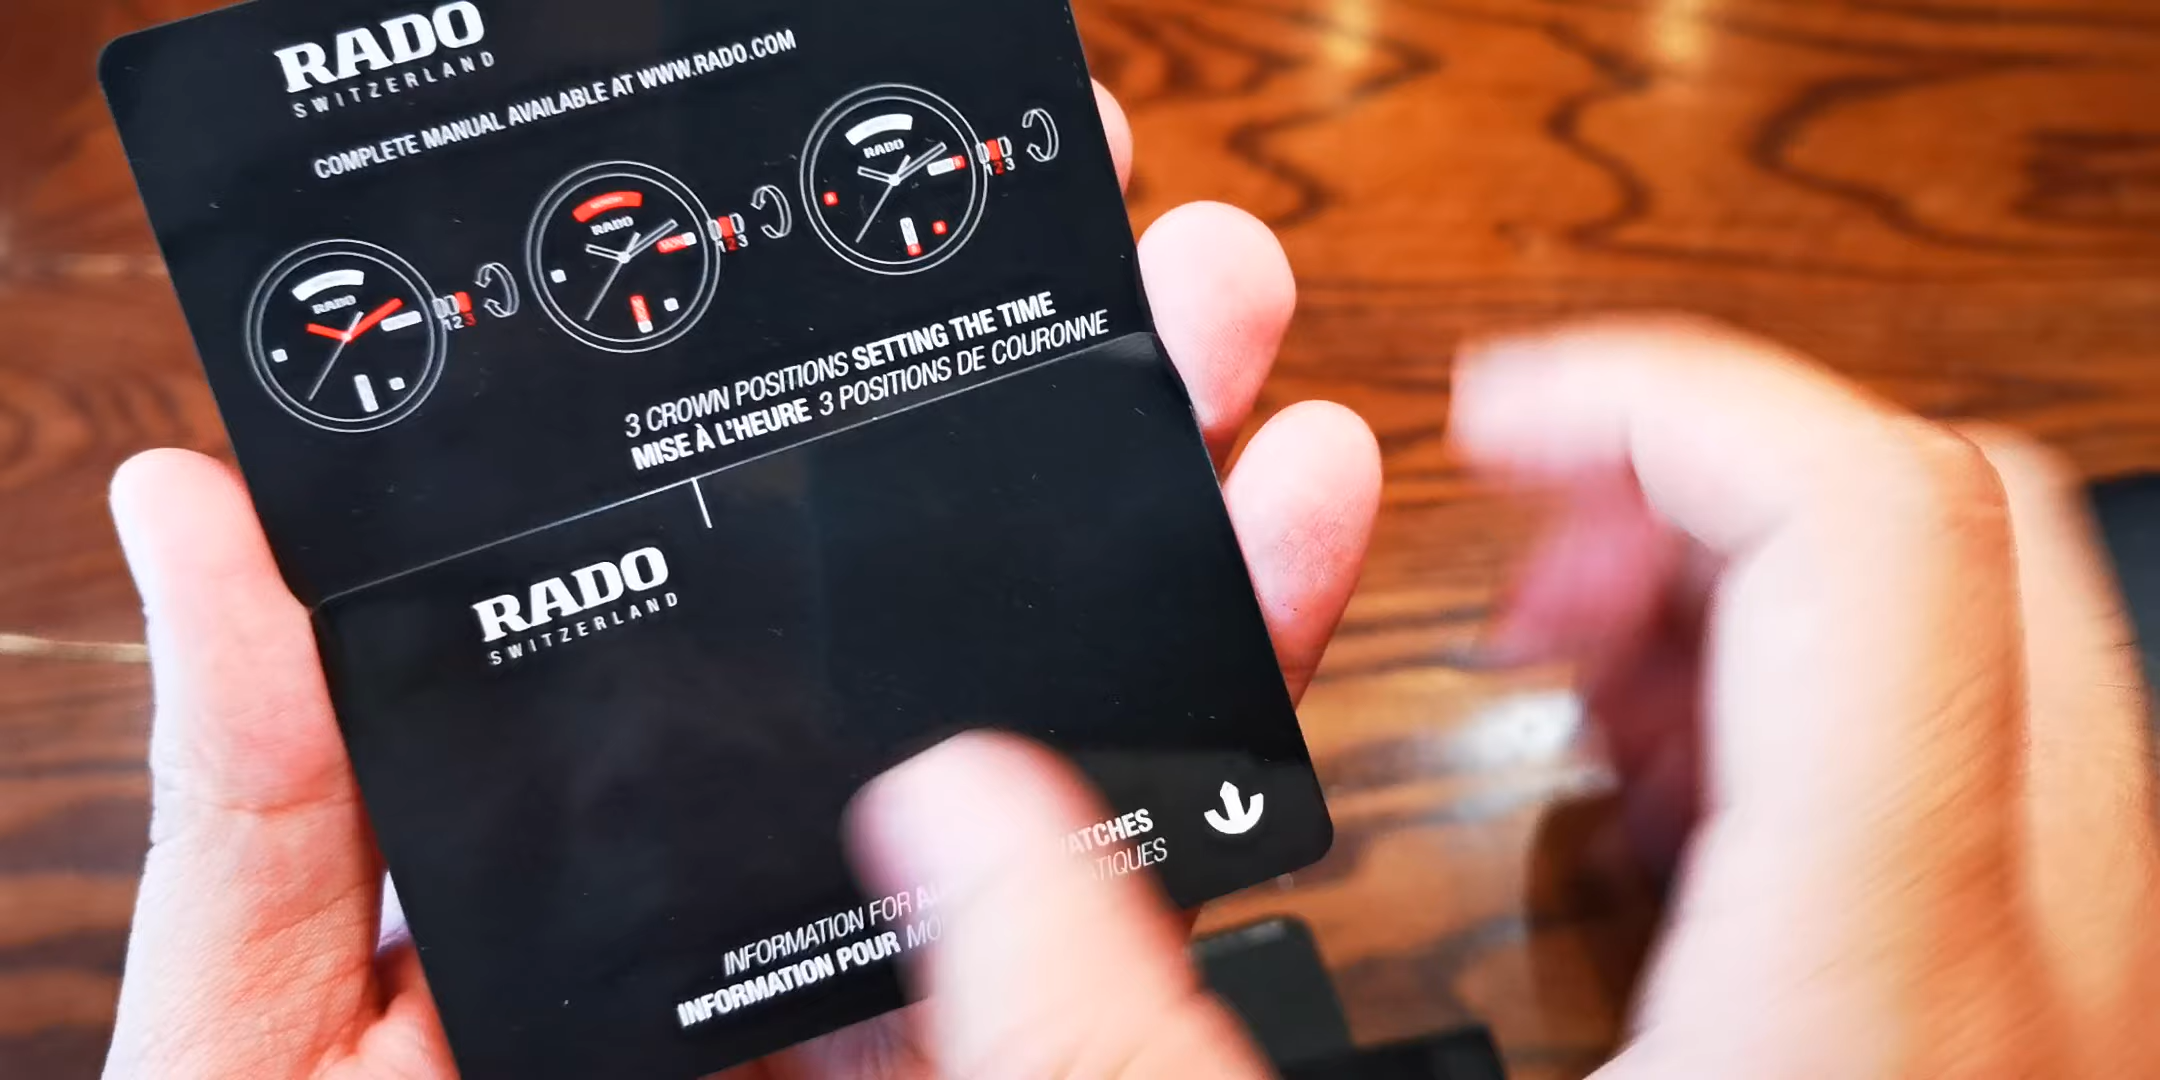 RADO
SWITZERLAND
COMPLETE MANUAL AVAILABLE AT WWW.RADO.COM
RADO
1 2 3
RADO
1 2 3
RADO
1 2 3
3 CROWN POSITIONS SETTING THE TIME
MISE À L'HEURE 3 POSITIONS DE COURONNE
RADO
SWITZERLAND
INFORMATION FOR
INFORMATION POUR